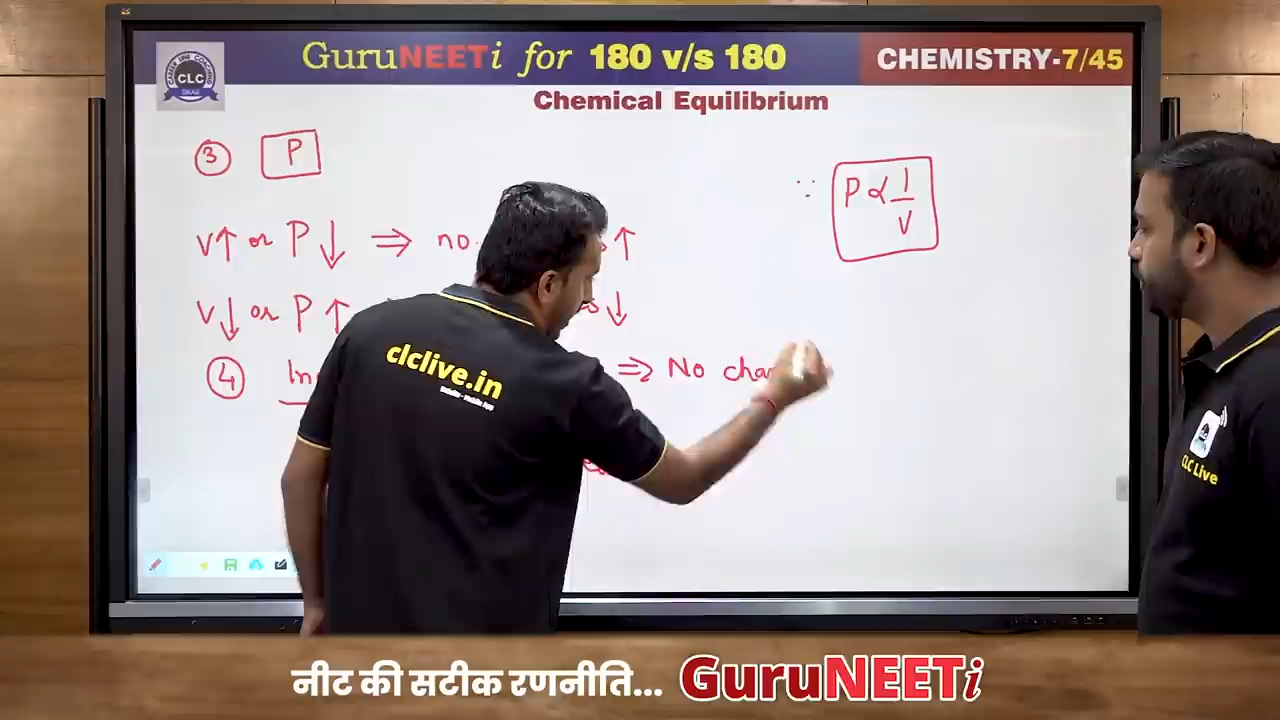 GuruNEETi for 180 v/s 180
CHEMISTRY-7/45
CLC
SIKAR
Chemical Equilibrium
③ P
∵ P ∝ 1/V
V↑ or P↓ ⇒ no. ↑
V↓ or P↑ ↓
④ ⇒ No
clclive.in
CLC Live
नीट की सटीक रणनीति... GuruNEETi